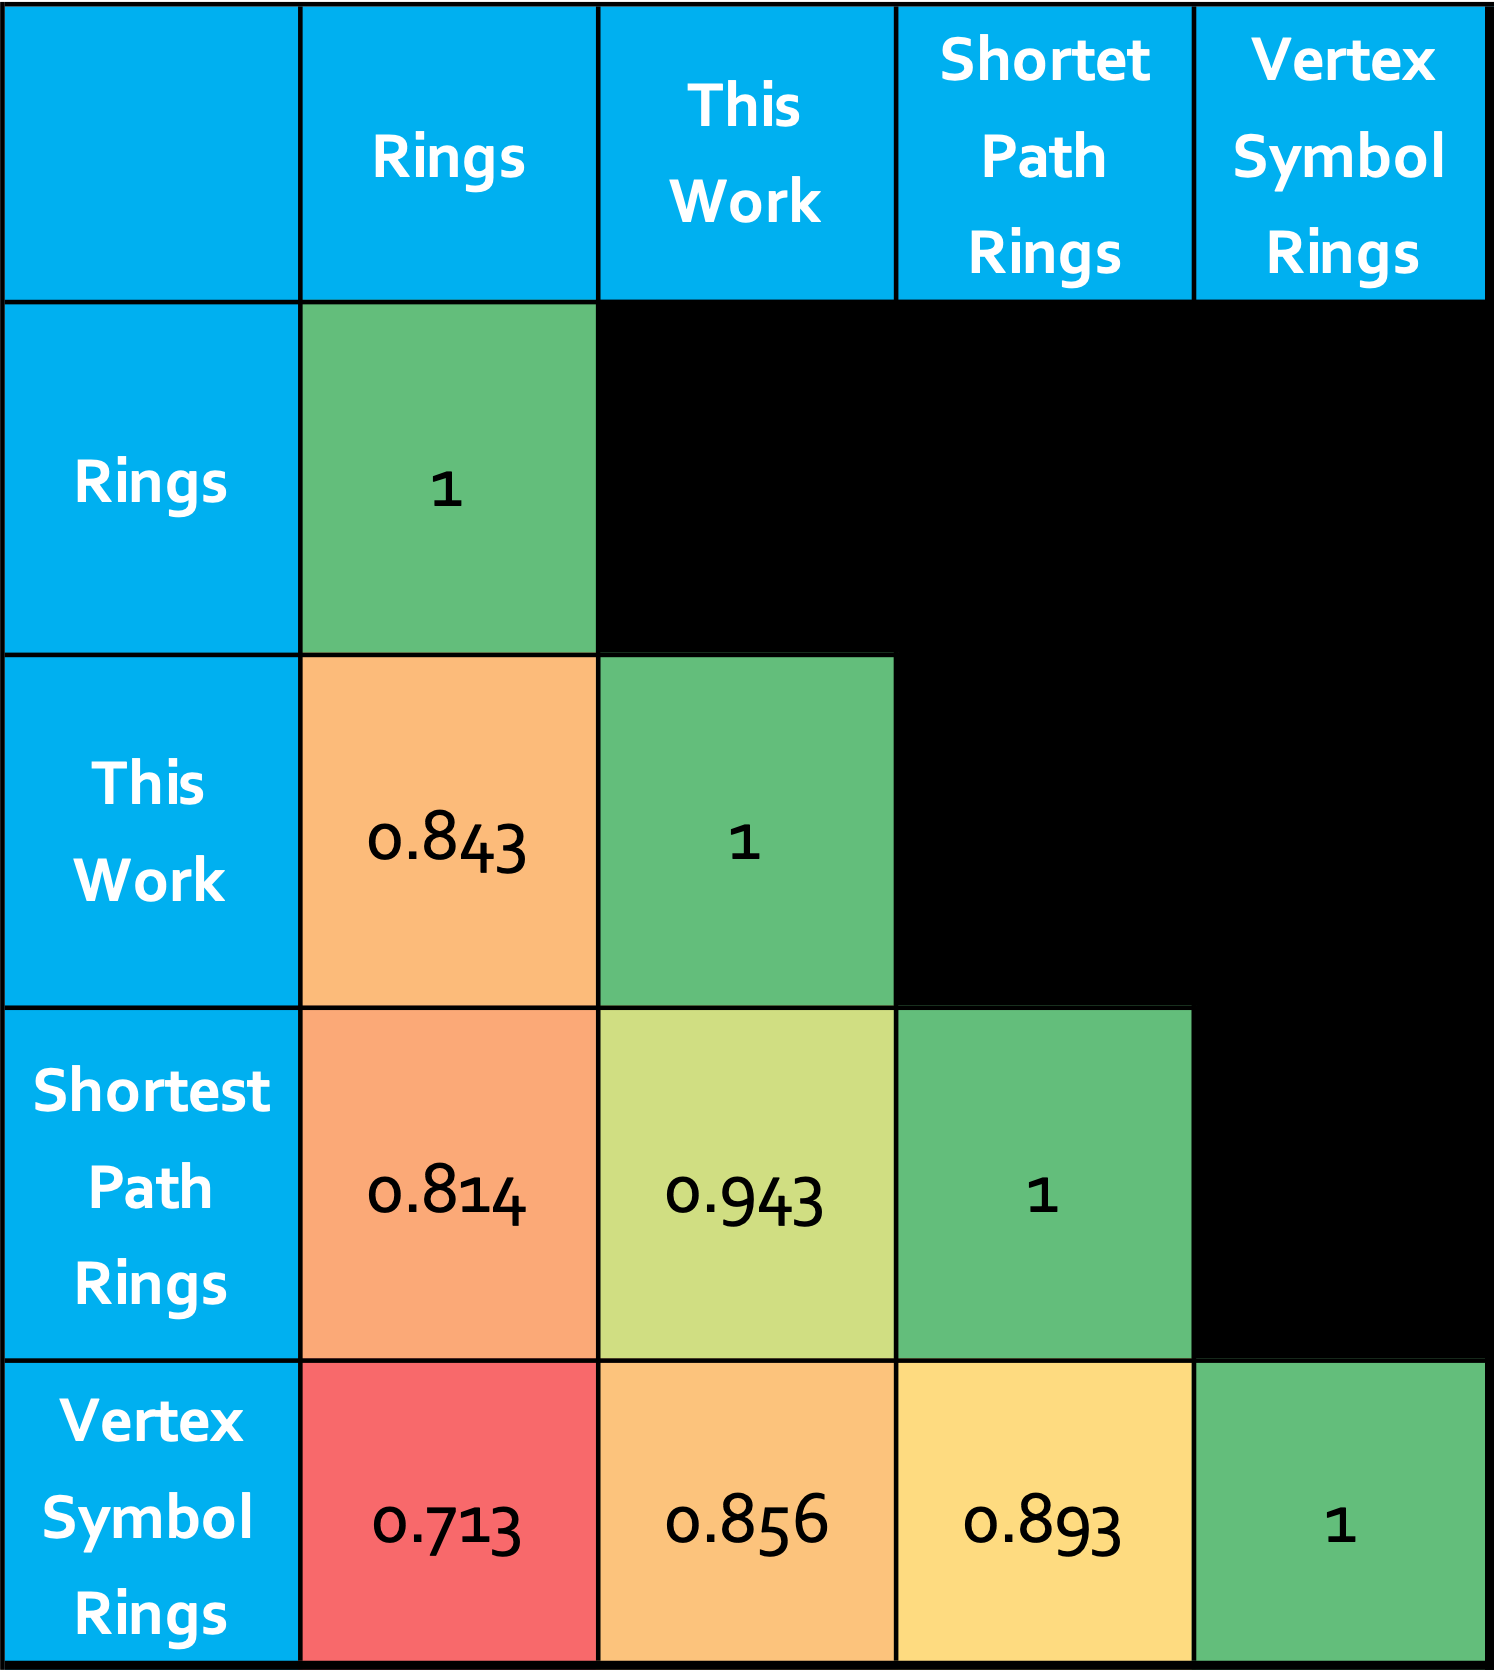 Rings
This
Work
Shortet
Path
Rings
Vertex
Symbol
Rings
Rings
1
This
Work
0.843
1
Shortest
Path
Rings
0.814
0.943
1
Vertex
Symbol
Rings
0.713
0.856
0.893
1